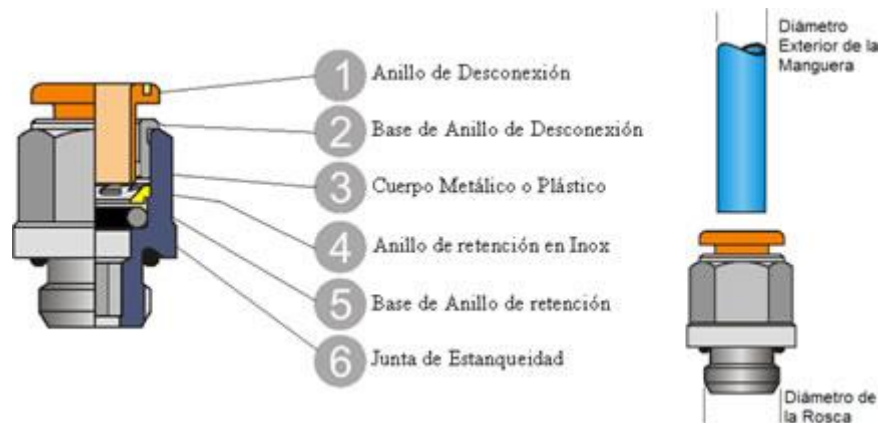 1 Anillo de Desconexión
2 Base de Anillo de Desconexión
3 Cuerpo Metálico o Plástico
4 Anillo de retención en Inox
5 Base de Anillo de retención
6 Junta de Estanqueidad
Diámetro
Exterior de la
Manguera
Diámetro de
la Rosca